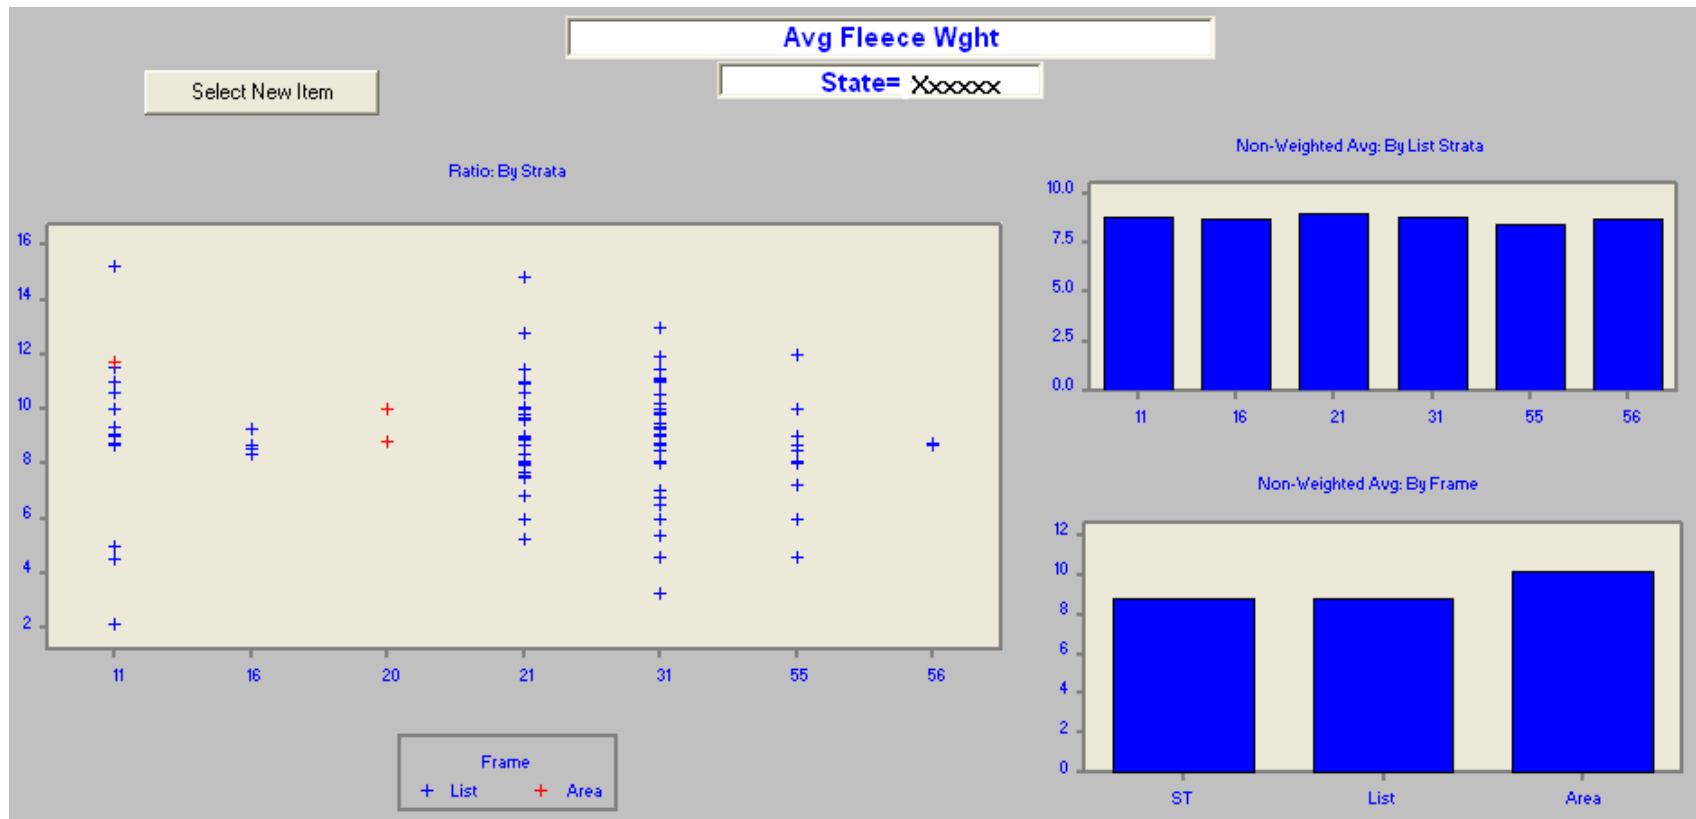 Avg Fleece Wght
State= Xxxxxx
Select New Item
Ratio: By Strata
16
14
12
10
8
6
4
2
11 16 20 21 31 55 56
Frame
+ List + Area
Non-Weighted Avg: By List Strata
10.0
7.5
5.0
2.5
0.0
11 16 21 31 55 56
Non-Weighted Avg: By Frame
12
10
8
6
4
2
0
ST List Area